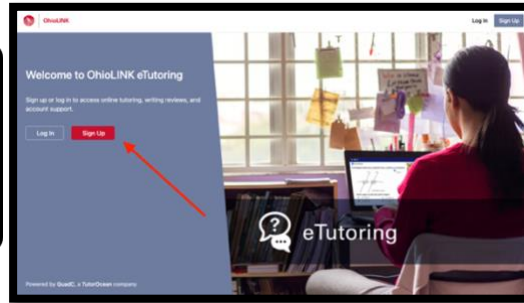 OhioLINK
Log In
Sign Up
Welcome to OhioLINK eTutoring
Sign up or log in to access online tutoring, writing reviews, and
account support.
Log In
Sign Up
eTutoring
Powered by QuadC, a TutorOcean company